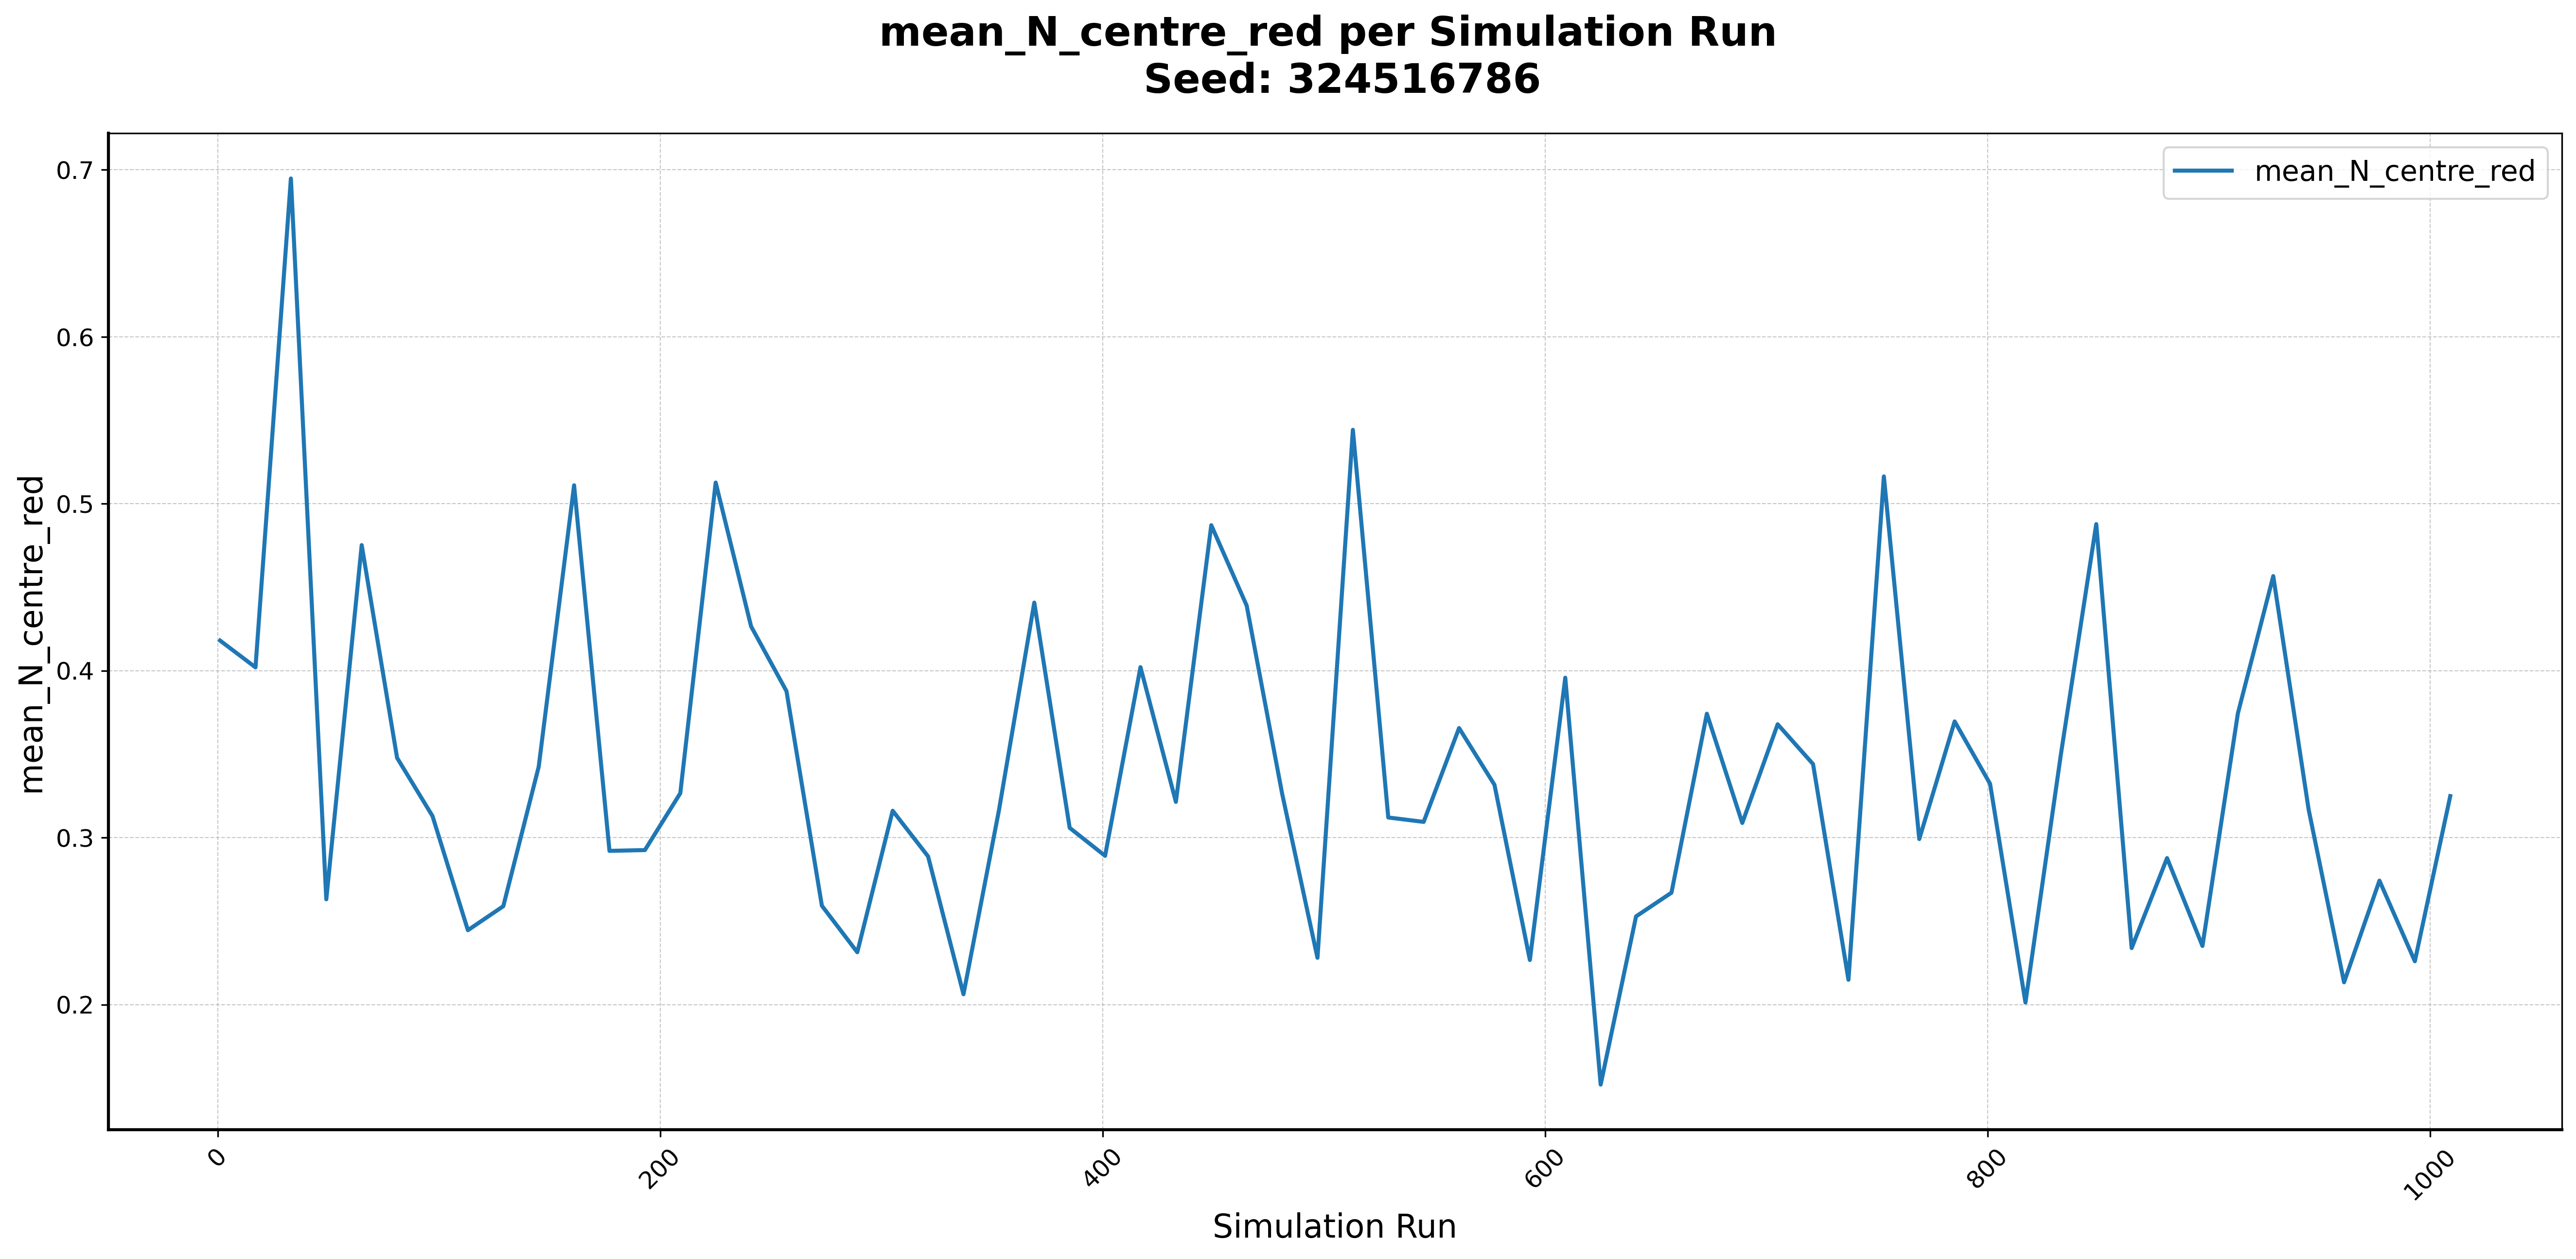 mean_N_centre_red per Simulation Run
Seed: 324516786
mean_N_centre_red
0.7
0.6
0.5
0.4
0.3
0.2
mean_N_centre_red
0
200
400
600
800
1000
Simulation Run